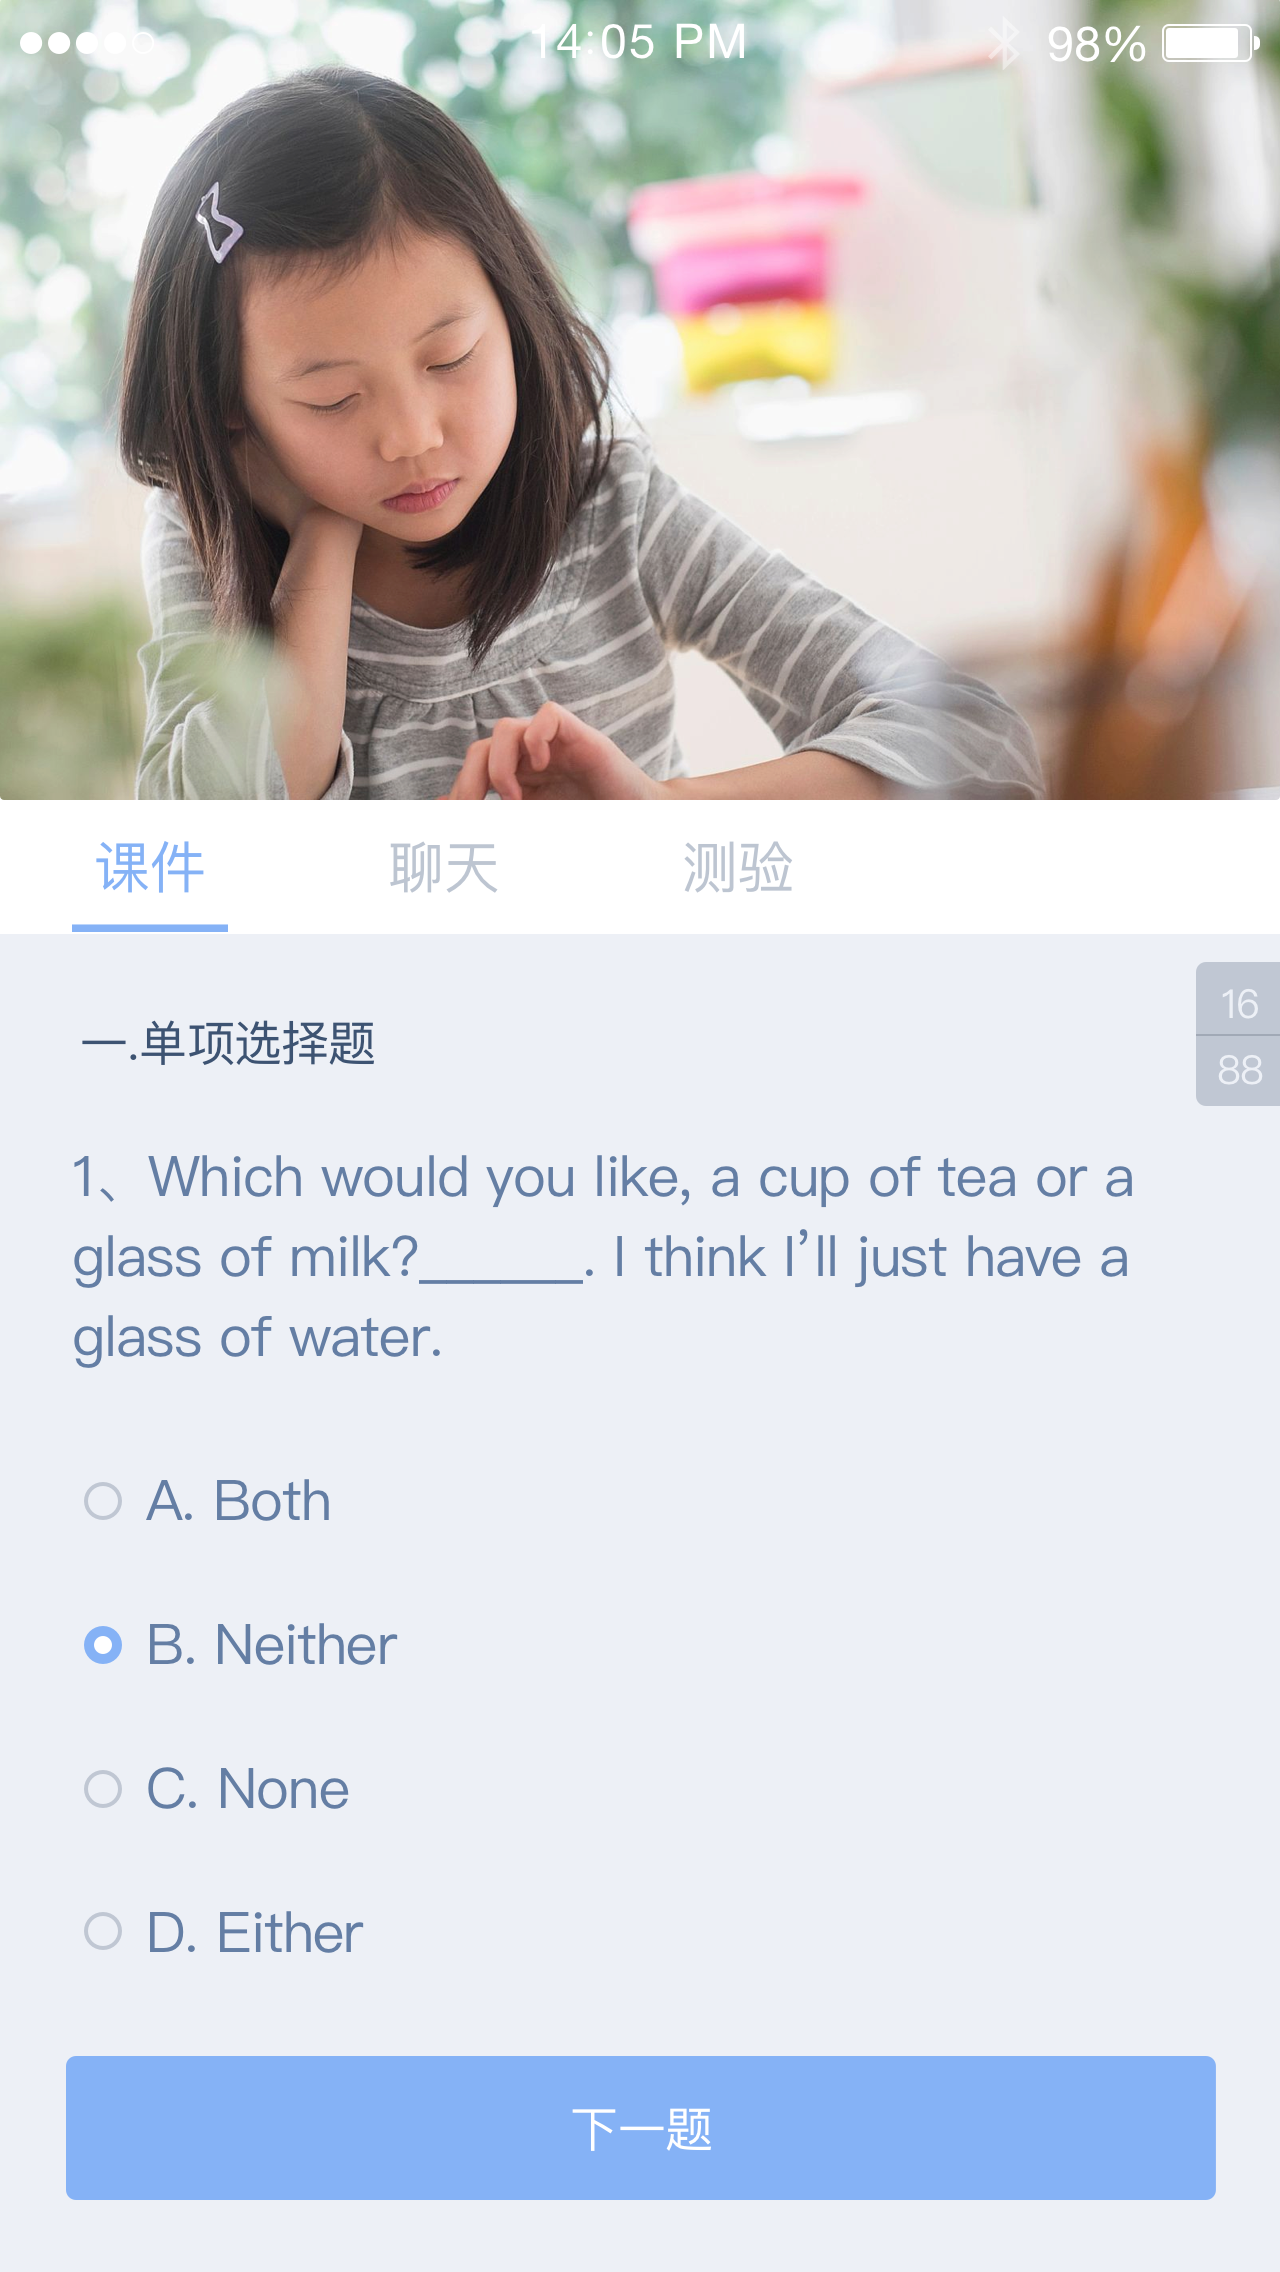 14:05 PM
98%
课件
聊天
测验
16
88
一.单项选择题
1、Which would you like, a cup of tea or a
glass of milk?______. I think I’ll just have a
glass of water.
A. Both
B. Neither
C. None
D. Either
下一题